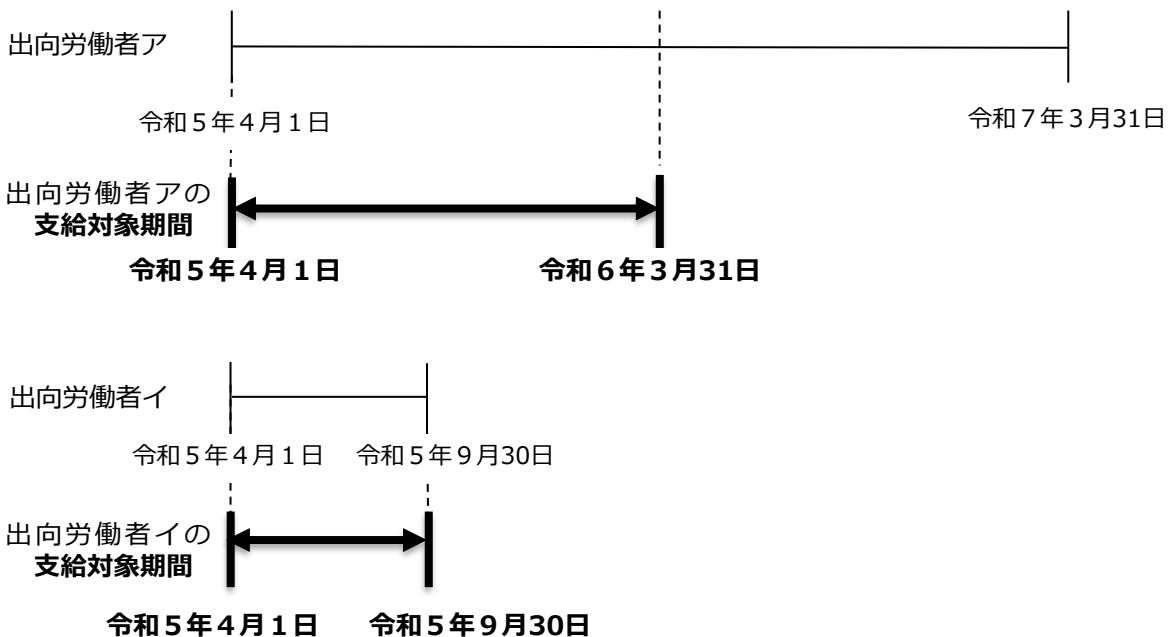 出向労働者ア
令和５年４月１日
令和７年３月31日
出向労働者アの
支給対象期間
令和５年４月１日
令和６年３月31日
出向労働者イ
令和５年４月１日
令和５年９月30日
出向労働者イの
支給対象期間
令和５年４月１日
令和５年９月30日